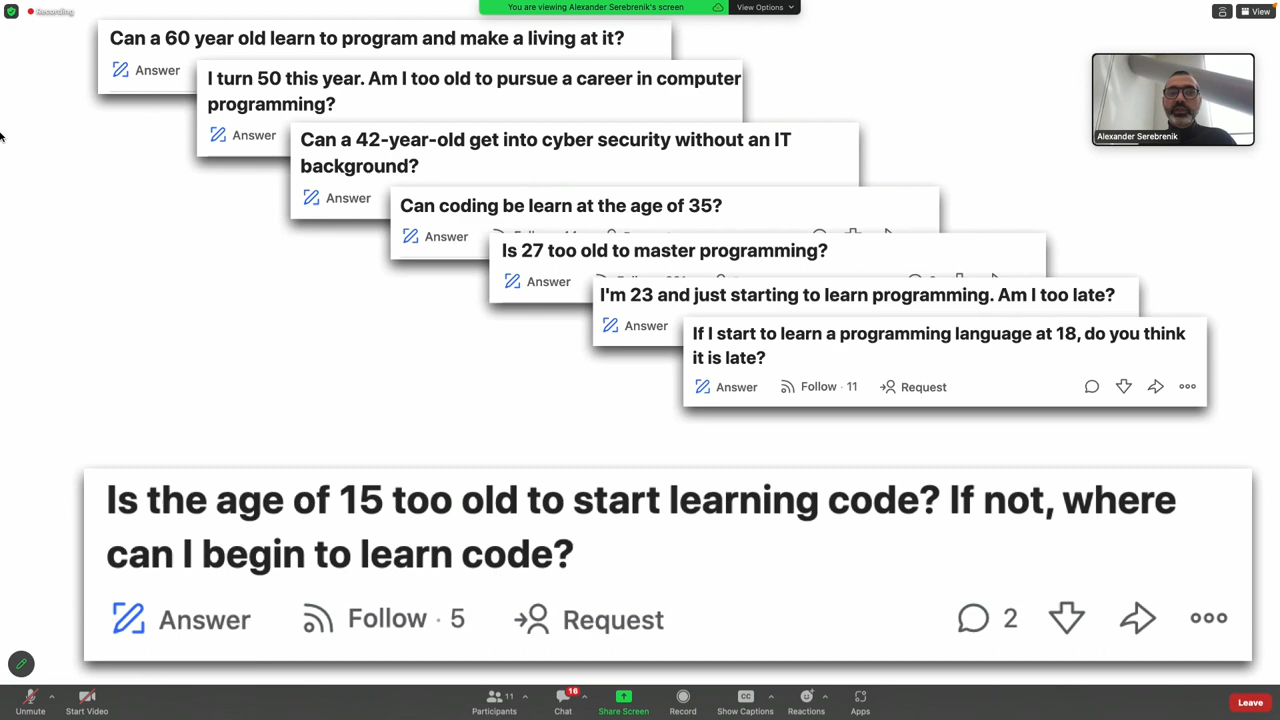 Recording
You are viewing Alexander Serebrenik's screen
View Options
View
Can a 60 year old learn to program and make a living at it?
Answer
I turn 50 this year. Am I too old to pursue a career in computer
programming?
Answer
Can a 42-year-old get into cyber security without an IT
background?
Answer
Can coding be learn at the age of 35?
Answer
Is 27 too old to master programming?
Answer
I'm 23 and just starting to learn programming. Am I too late?
Answer
If I start to learn a programming language at 18, do you think
it is late?
Answer Follow · 11 Request
Alexander Serebrenik
Is the age of 15 too old to start learning code? If not, where
can I begin to learn code?
Answer Follow · 5 Request 2
Unmute Start Video Participants 11 Chat 16 Share Screen Record Show Captions Reactions Apps Leave
CC